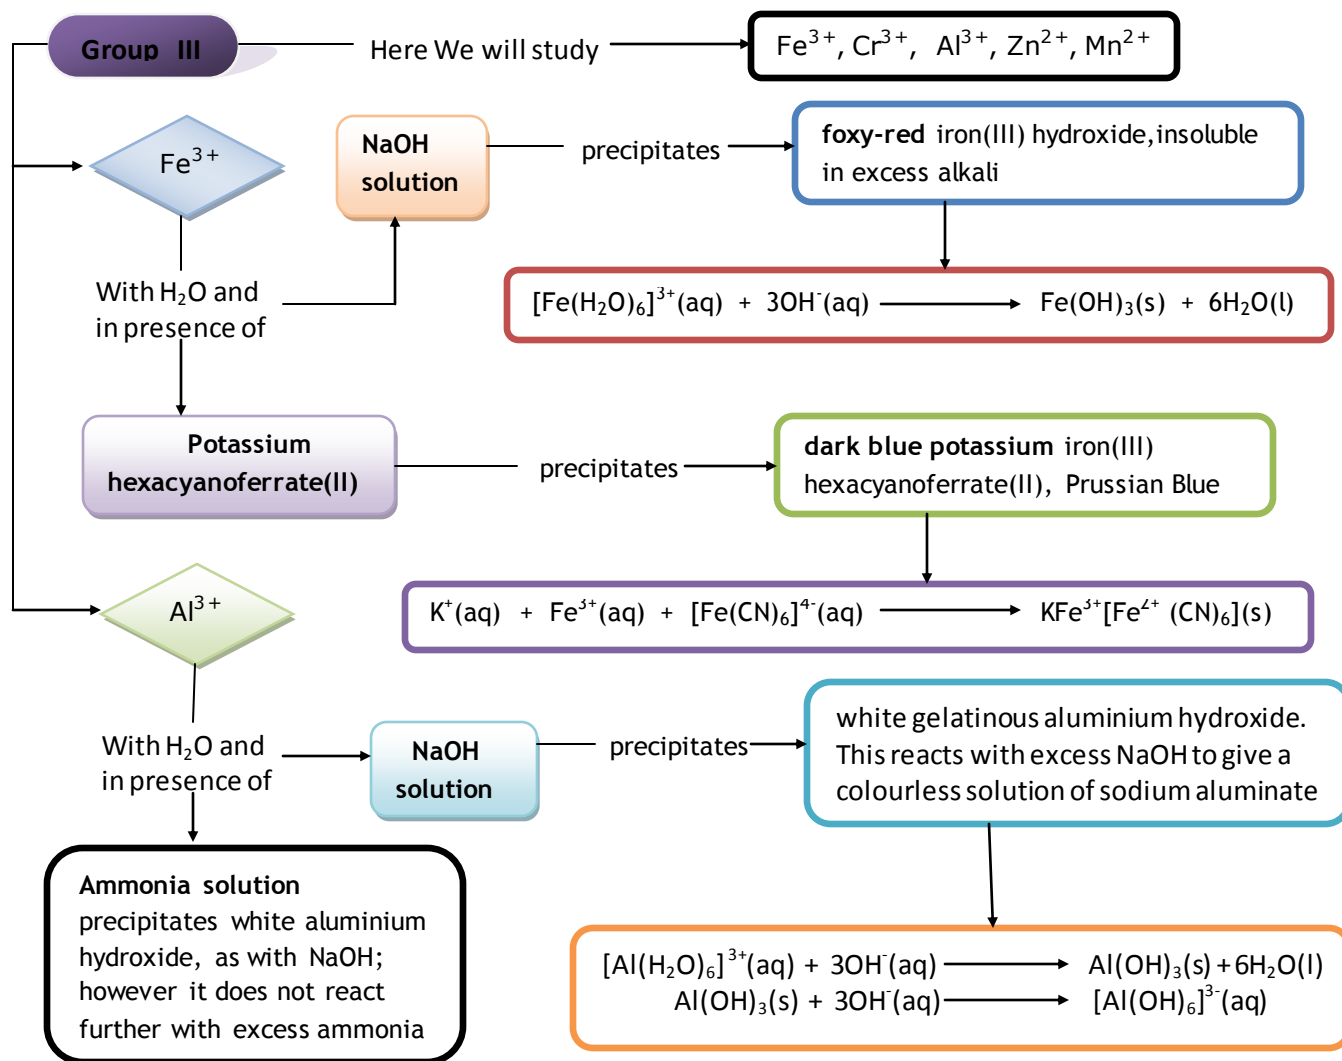 Group III
Here We will study
Fe³⁺, Cr³⁺, Al³⁺, Zn²⁺, Mn²⁺
Fe³⁺
NaOH
solution
precipitates
foxy-red iron(III) hydroxide, insoluble
in excess alkali
With H₂O and
in presence of
[Fe(H₂O)₆]³⁺(aq) + 3OH⁻(aq) ⟶ Fe(OH)₃(s) + 6H₂O(l)
Potassium
hexacyanoferrate(II)
precipitates
dark blue potassium iron(III)
hexacyanoferrate(II), Prussian Blue
K⁺(aq) + Fe³⁺(aq) + [Fe(CN)₆]⁴⁻(aq) ⟶ KFe³⁺[Fe²⁺ (CN)₆](s)
Al³⁺
With H₂O and
in presence of
NaOH
solution
precipitates
white gelatinous aluminium hydroxide.
This reacts with excess NaOH to give a
colourless solution of sodium aluminate
Ammonia solution
precipitates white aluminium
hydroxide, as with NaOH;
however it does not react
further with excess ammonia
[Al(H₂O)₆]³⁺(aq) + 3OH⁻(aq) ⟶ Al(OH)₃(s) + 6H₂O(l)
Al(OH)₃(s) + 3OH⁻(aq) ⟶ [Al(OH)₆]³⁻(aq)